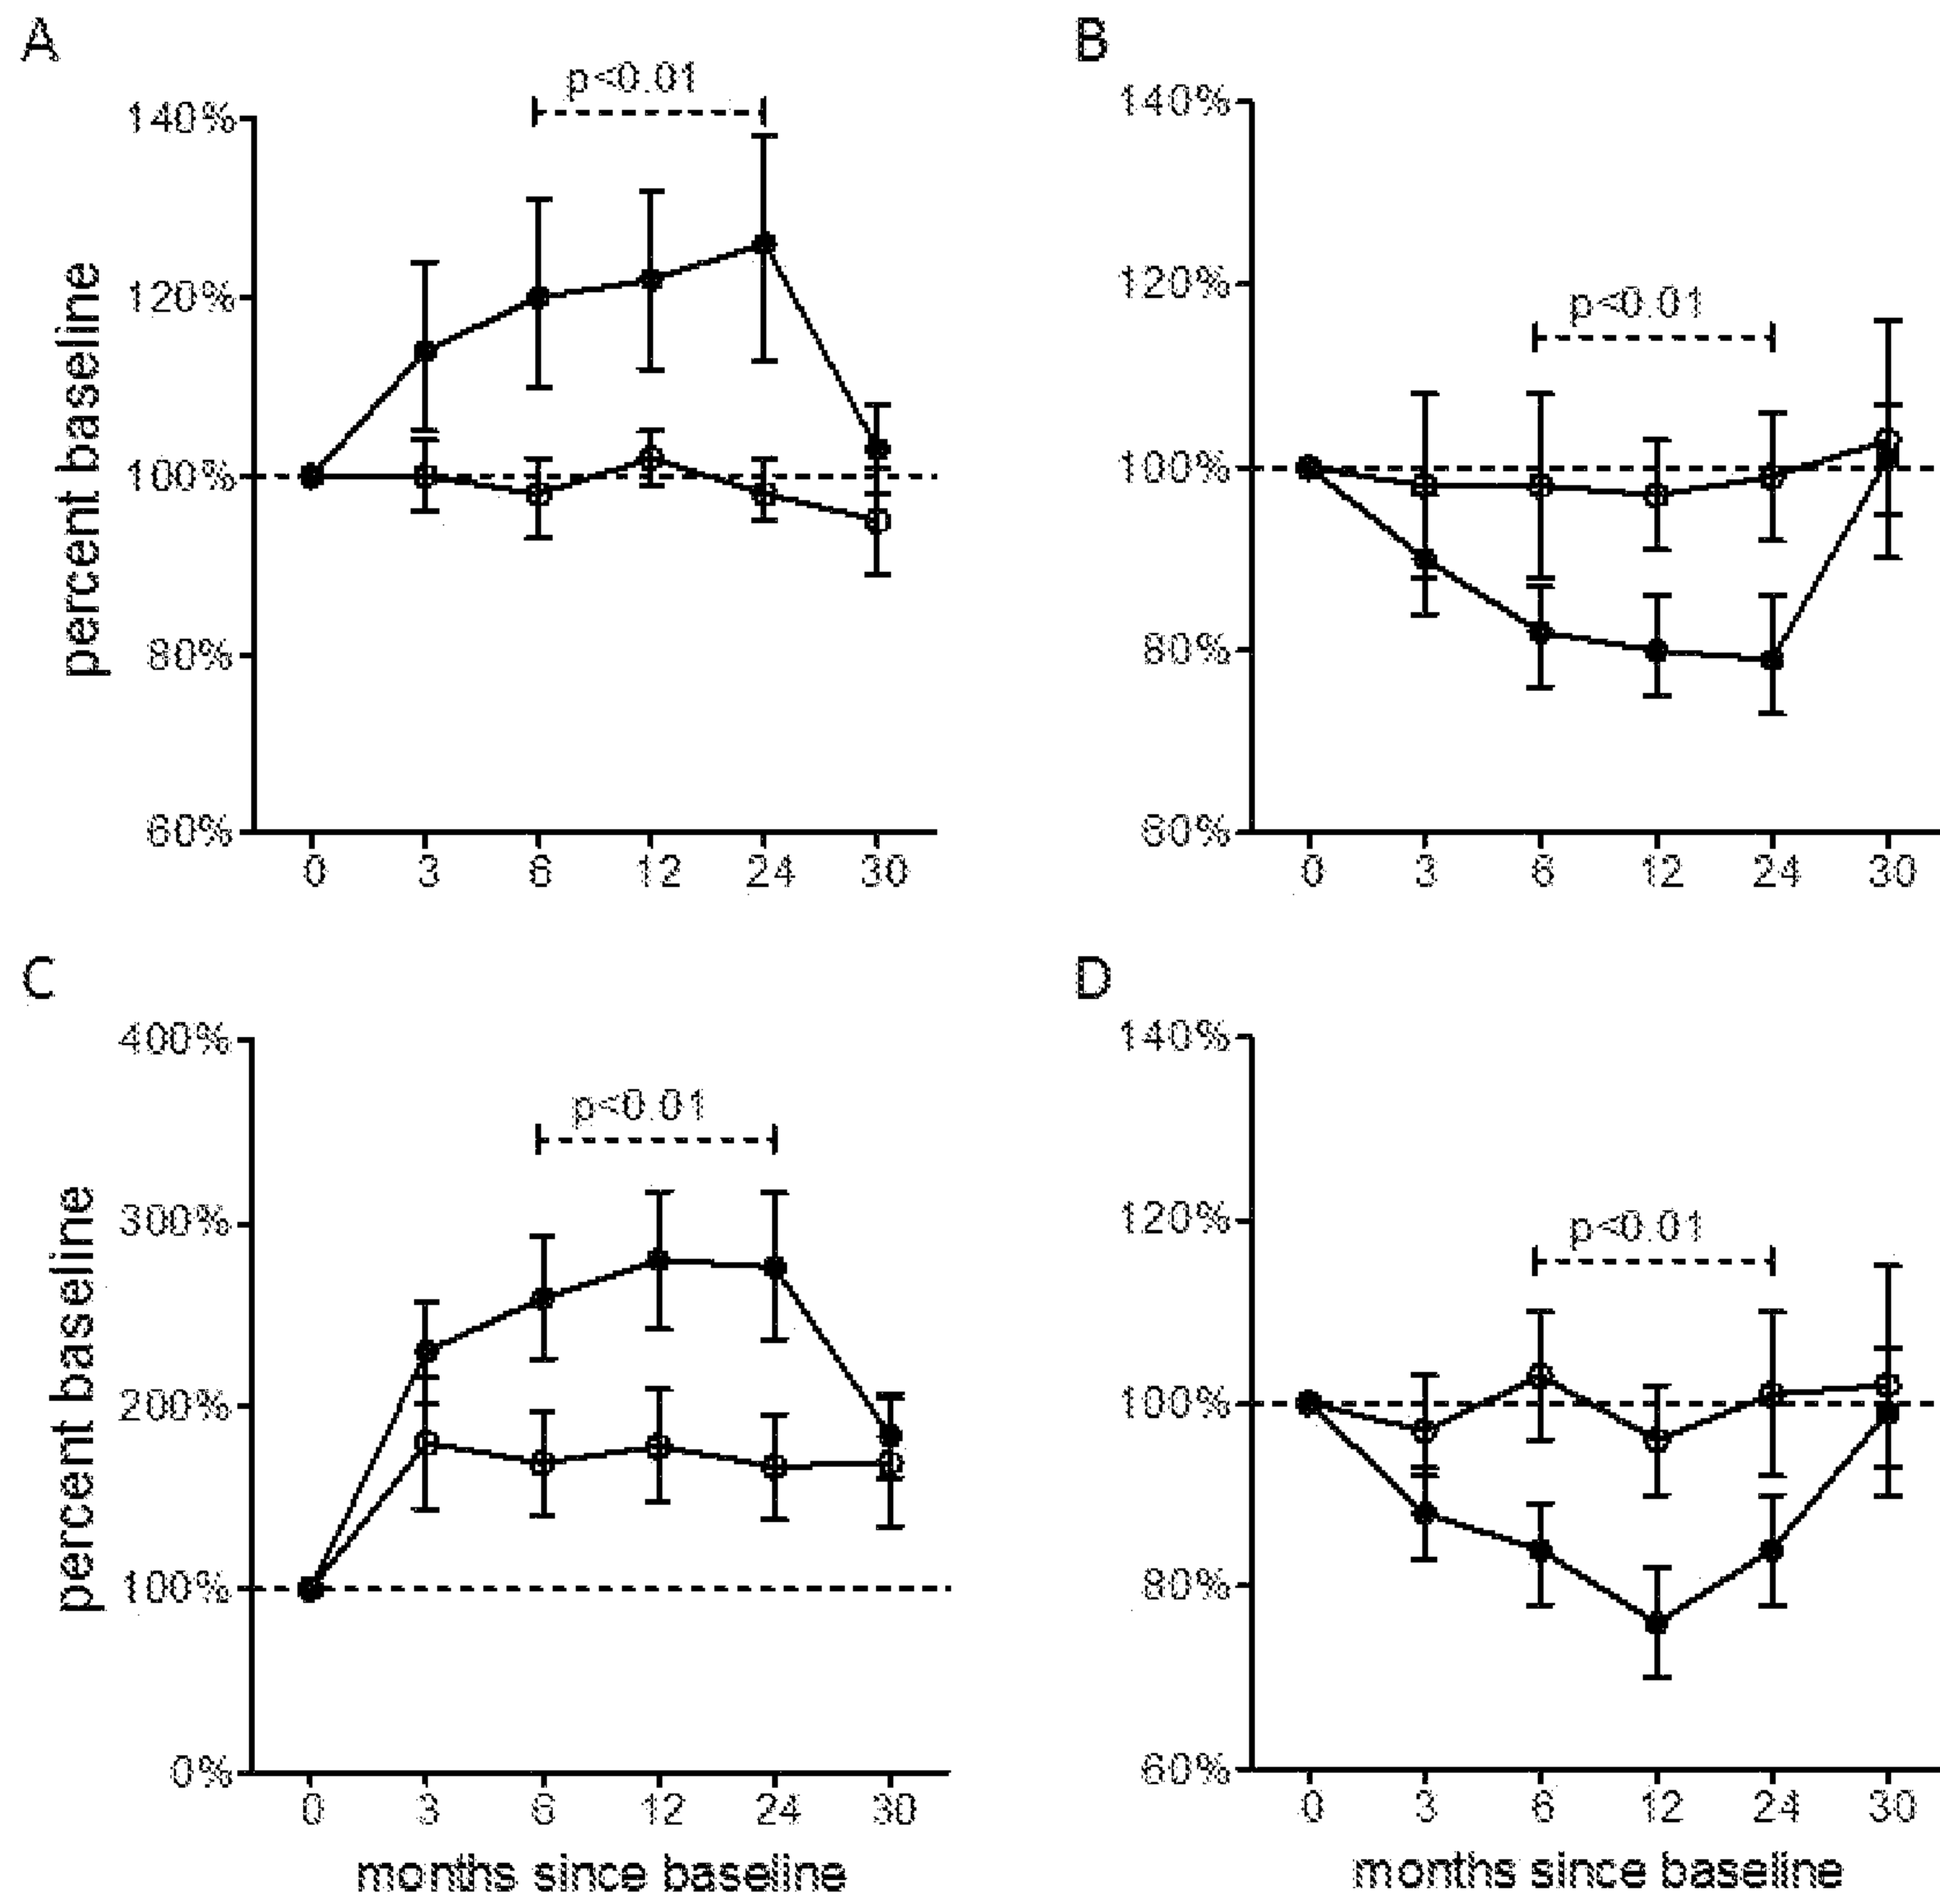 A
p<0.01
140%
120%
100%
80%
60%
percent baseline
0 3 6 12 24 30
B
140%
p<0.01
120%
100%
80%
60%
0 3 6 12 24 30
C
400%
p<0.01
300%
200%
100%
0%
percent baseline
0 3 6 12 24 30
months since baseline
D
140%
p<0.01
120%
100%
80%
60%
0 3 6 12 24 30
months since baseline